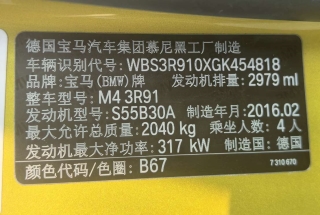 德国宝马汽车集团慕尼黑工厂制造
车辆识别代号: WBS3R910XGK454818
品牌: 宝马(BMW)牌 发动机排量: 2979 ml
整车型号: M4 3R91
发动机型号: S55B30A 制造年月: 2016.02
最大允许总质量: 2040 kg 乘坐人数: 4人
发动机最大净功率: 317 kW 制造国: 德国
颜色代码/色圈: B67 7 310 670